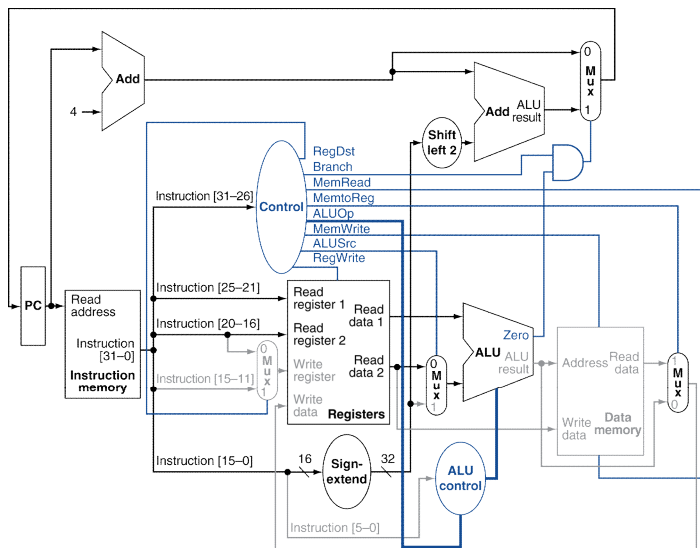 0
M
u
x
1
Add
ALU
Add
result
4
Shift
left 2
RegDst
Branch
MemRead
Instruction [31–26]
Control
MemtoReg
ALUOp
MemWrite
ALUSrc
RegWrite
PC
Read
address
Instruction
[31–0]
Instruction
memory
Instruction [25–21]
Read
register 1
Read
data 1
Instruction [20–16]
Read
register 2
Read
data 2
0
M
u
x
1
Instruction [15–11]
Write
register
Write
data
Registers
0
M
u
x
1
Zero
ALU
ALU
result
Address
Read
data
Write
data
Data
memory
1
M
u
x
0
Instruction [15–0]
16
Sign-
extend
32
ALU
control
Instruction [5–0]